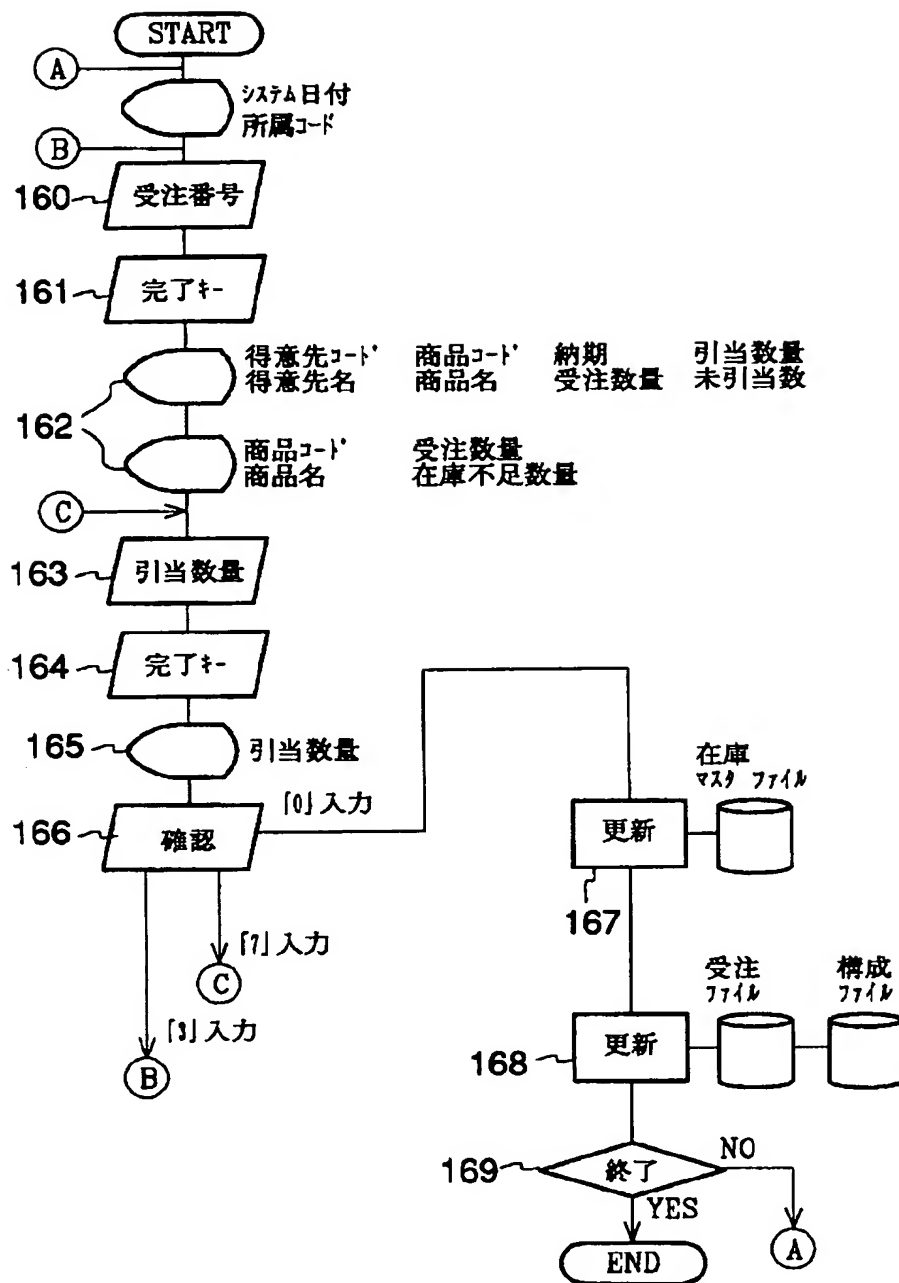 START
A
システム日付
所属コード
B
160
受注番号
161
完了キー
得意先コード 商品コード 納期 引当数量
得意先名 商品名 受注数量 未引当数
162
商品コード 受注数量
商品名 在庫不足数量
C
163
引当数量
164
完了キー
165
引当数量
166
確認
「0」入力
「7」入力
C
「3」入力
B
在庫
マスタ ファイル
更新
167
受注
ファイル
構成
ファイル
更新
168
169
終了
NO
YES
A
END